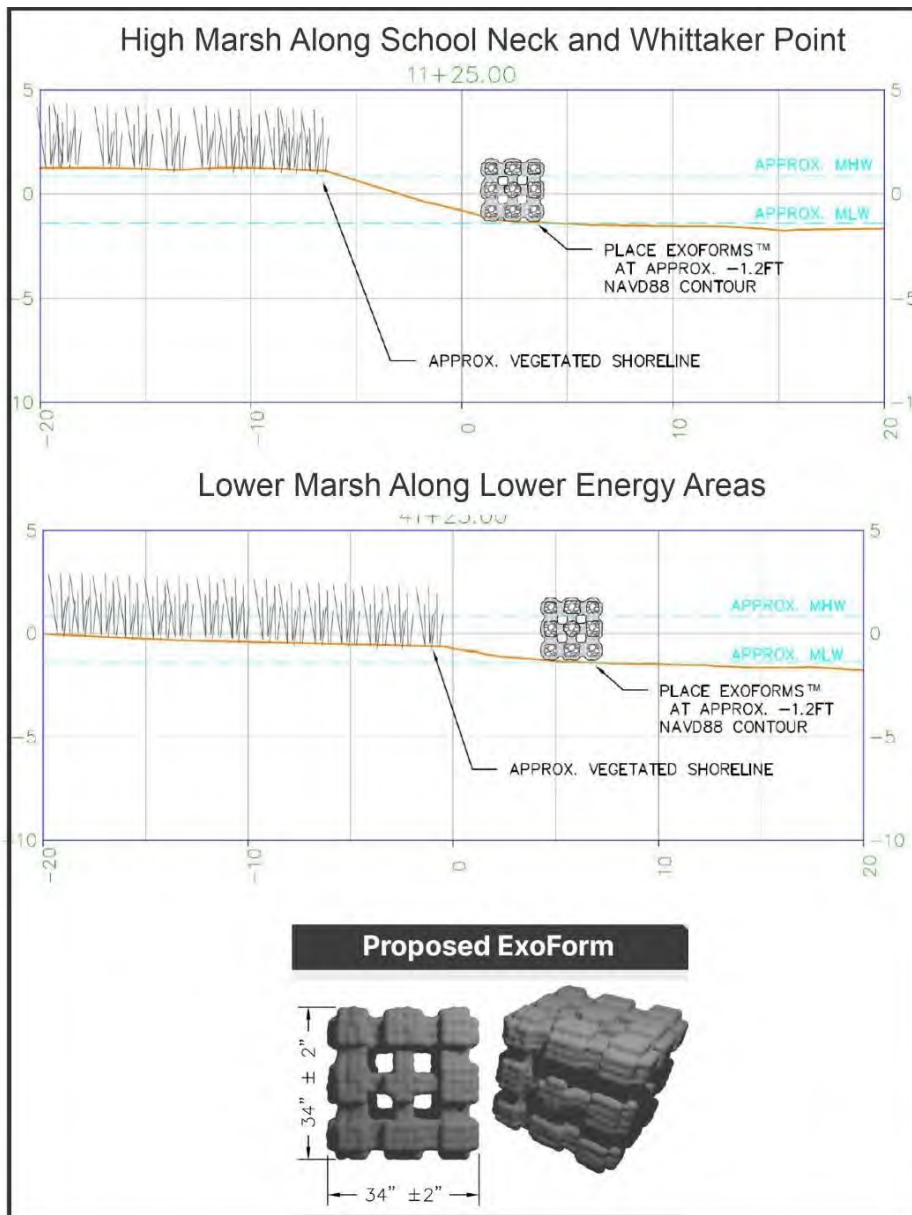 High Marsh Along School Neck and Whittaker Point
11+25.00
5
5
APPROX. MHW
0
0
APPROX. MLW
PLACE EXOFORMS™
AT APPROX. -1.2FT
NAVD88 CONTOUR
-5
-5
APPROX. VEGETATED SHORELINE
10
-1
-20
-10
0
10
20
Lower Marsh Along Lower Energy Areas
5
5
APPROX. MHW
0
0
APPROX. MLW
PLACE EXOFORMS™
AT APPROX. -1.2FT
NAVD88 CONTOUR
-5
-5
APPROX. VEGETATED SHORELINE
-10
-10
-20
-10
0
10
20
Proposed ExoForm
34" ± 2"
34" ±2"